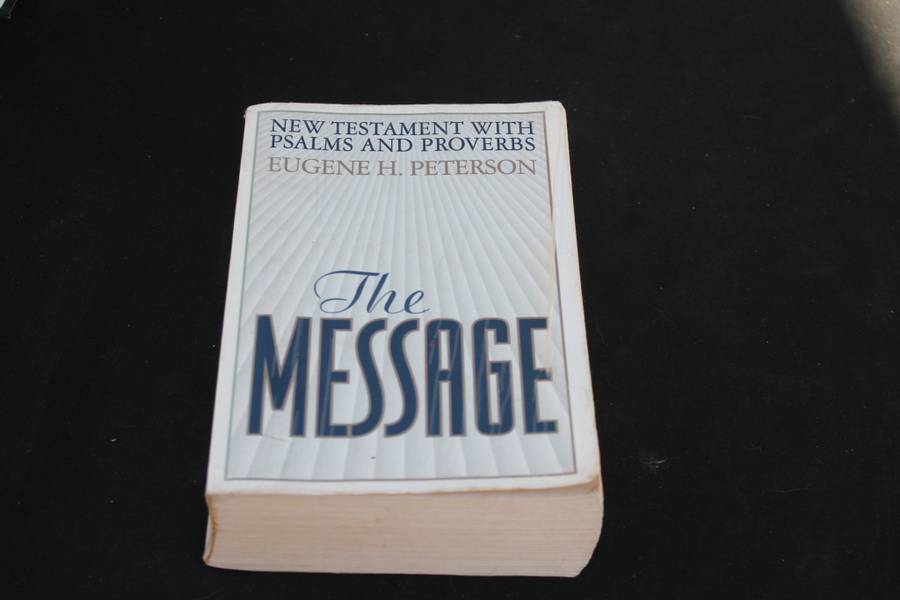 NEW TESTAMENT WITH
PSALMS AND PROVERBS
EUGENE H. PETERSON
The
MESSAGE